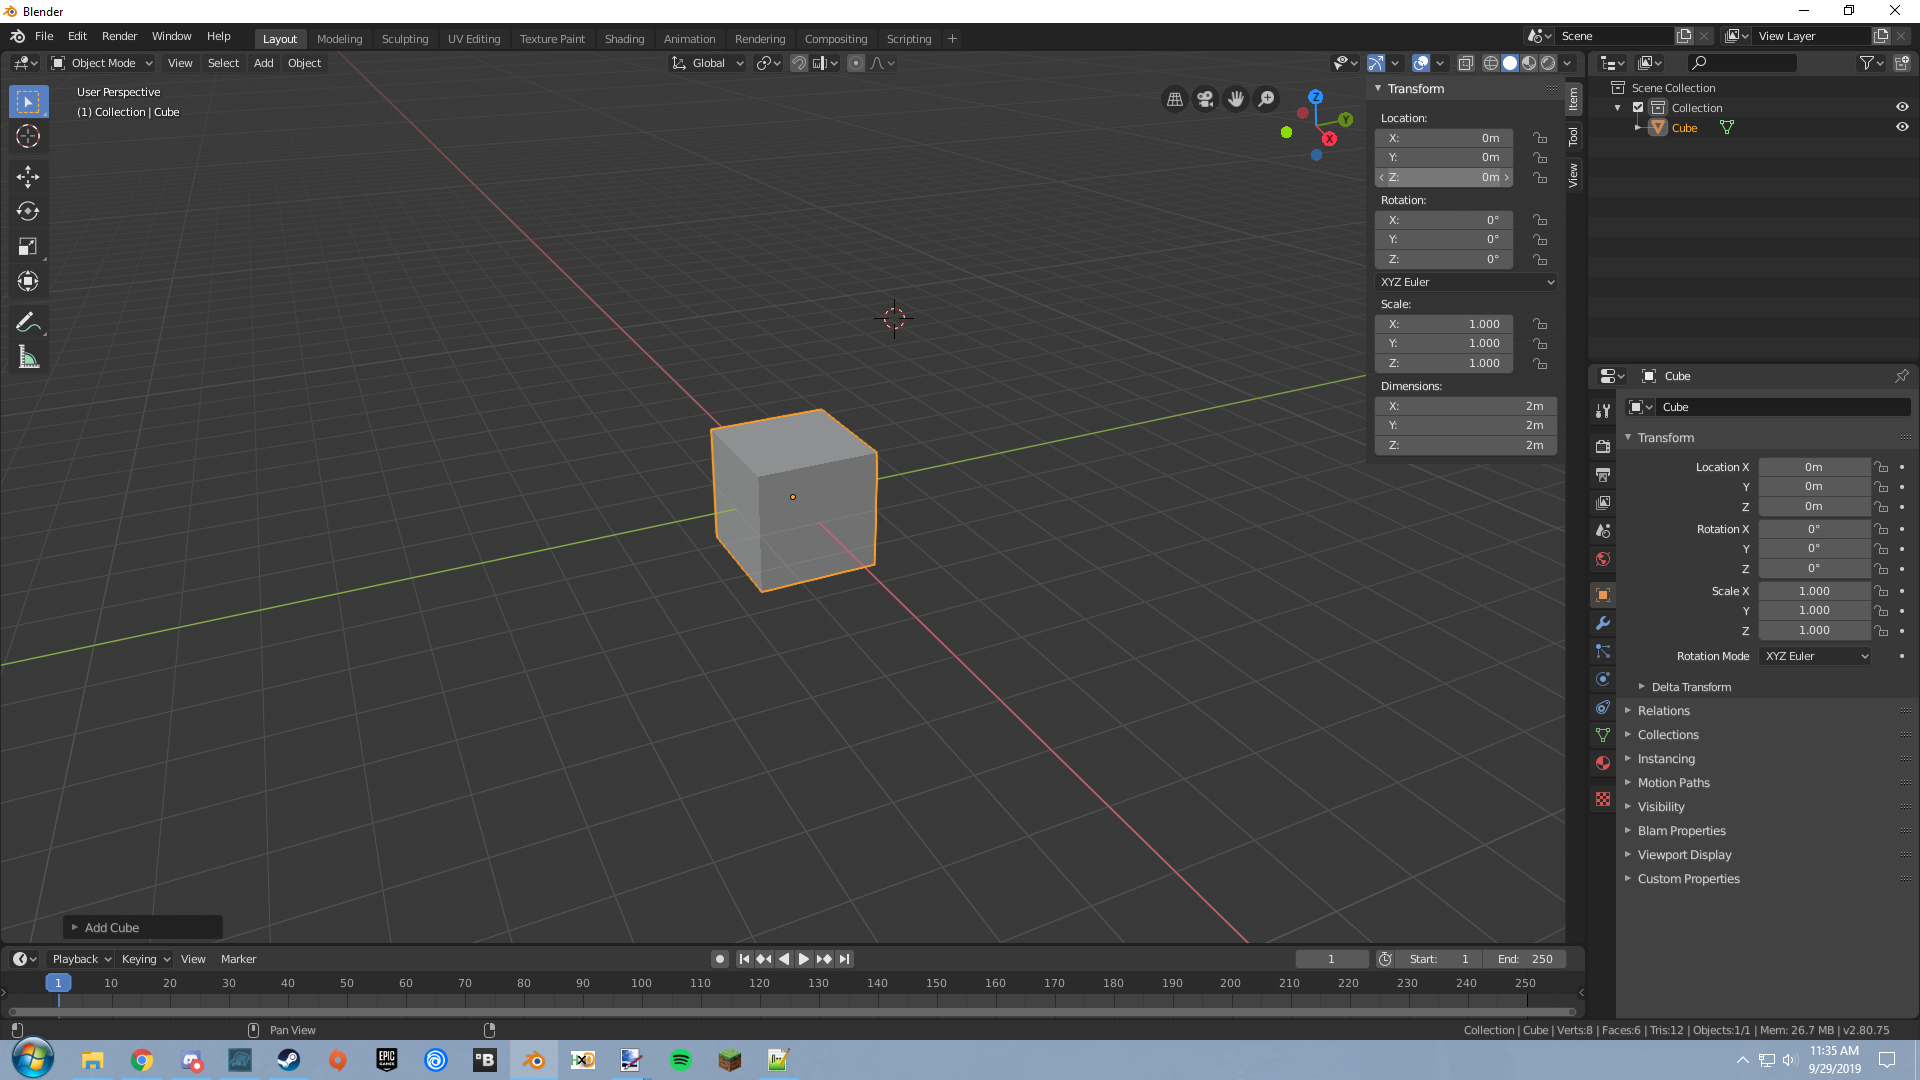 Blender
File Edit Render Window Help
Layout Modeling Sculpting UV Editing Texture Paint Shading Animation Rendering Compositing Scripting +
Scene
View Layer
Object Mode View Select Add Object
Global
User Perspective
(1) Collection | Cube
Z
Y
X
Transform
Location:
X: 0m
Y: 0m
Z: 0m
Rotation:
X: 0°
Y: 0°
Z: 0°
XYZ Euler
Scale:
X: 1.000
Y: 1.000
Z: 1.000
Dimensions:
X: 2m
Y: 2m
Z: 2m
Item
Tool
View
Scene Collection
Collection
Cube
Cube
Cube
Transform
Location X 0m
Y 0m
Z 0m
Rotation X 0°
Y 0°
Z 0°
Scale X 1.000
Y 1.000
Z 1.000
Rotation Mode XYZ Euler
Delta Transform
Relations
Collections
Instancing
Motion Paths
Visibility
Blam Properties
Viewport Display
Custom Properties
Add Cube
Playback Keying View Marker
1
Start: 1
End: 250
1 10 20 30 40 50 60 70 80 90 100 110 120 130 140 150 160 170 180 190 200 210 220 230 240 250
Pan View
Collection | Cube | Verts:8 | Faces:6 | Tris:12 | Objects:1/1 | Mem: 26.7 MB | v2.80.75
EPIC GAMES
B
11:35 AM
9/29/2019